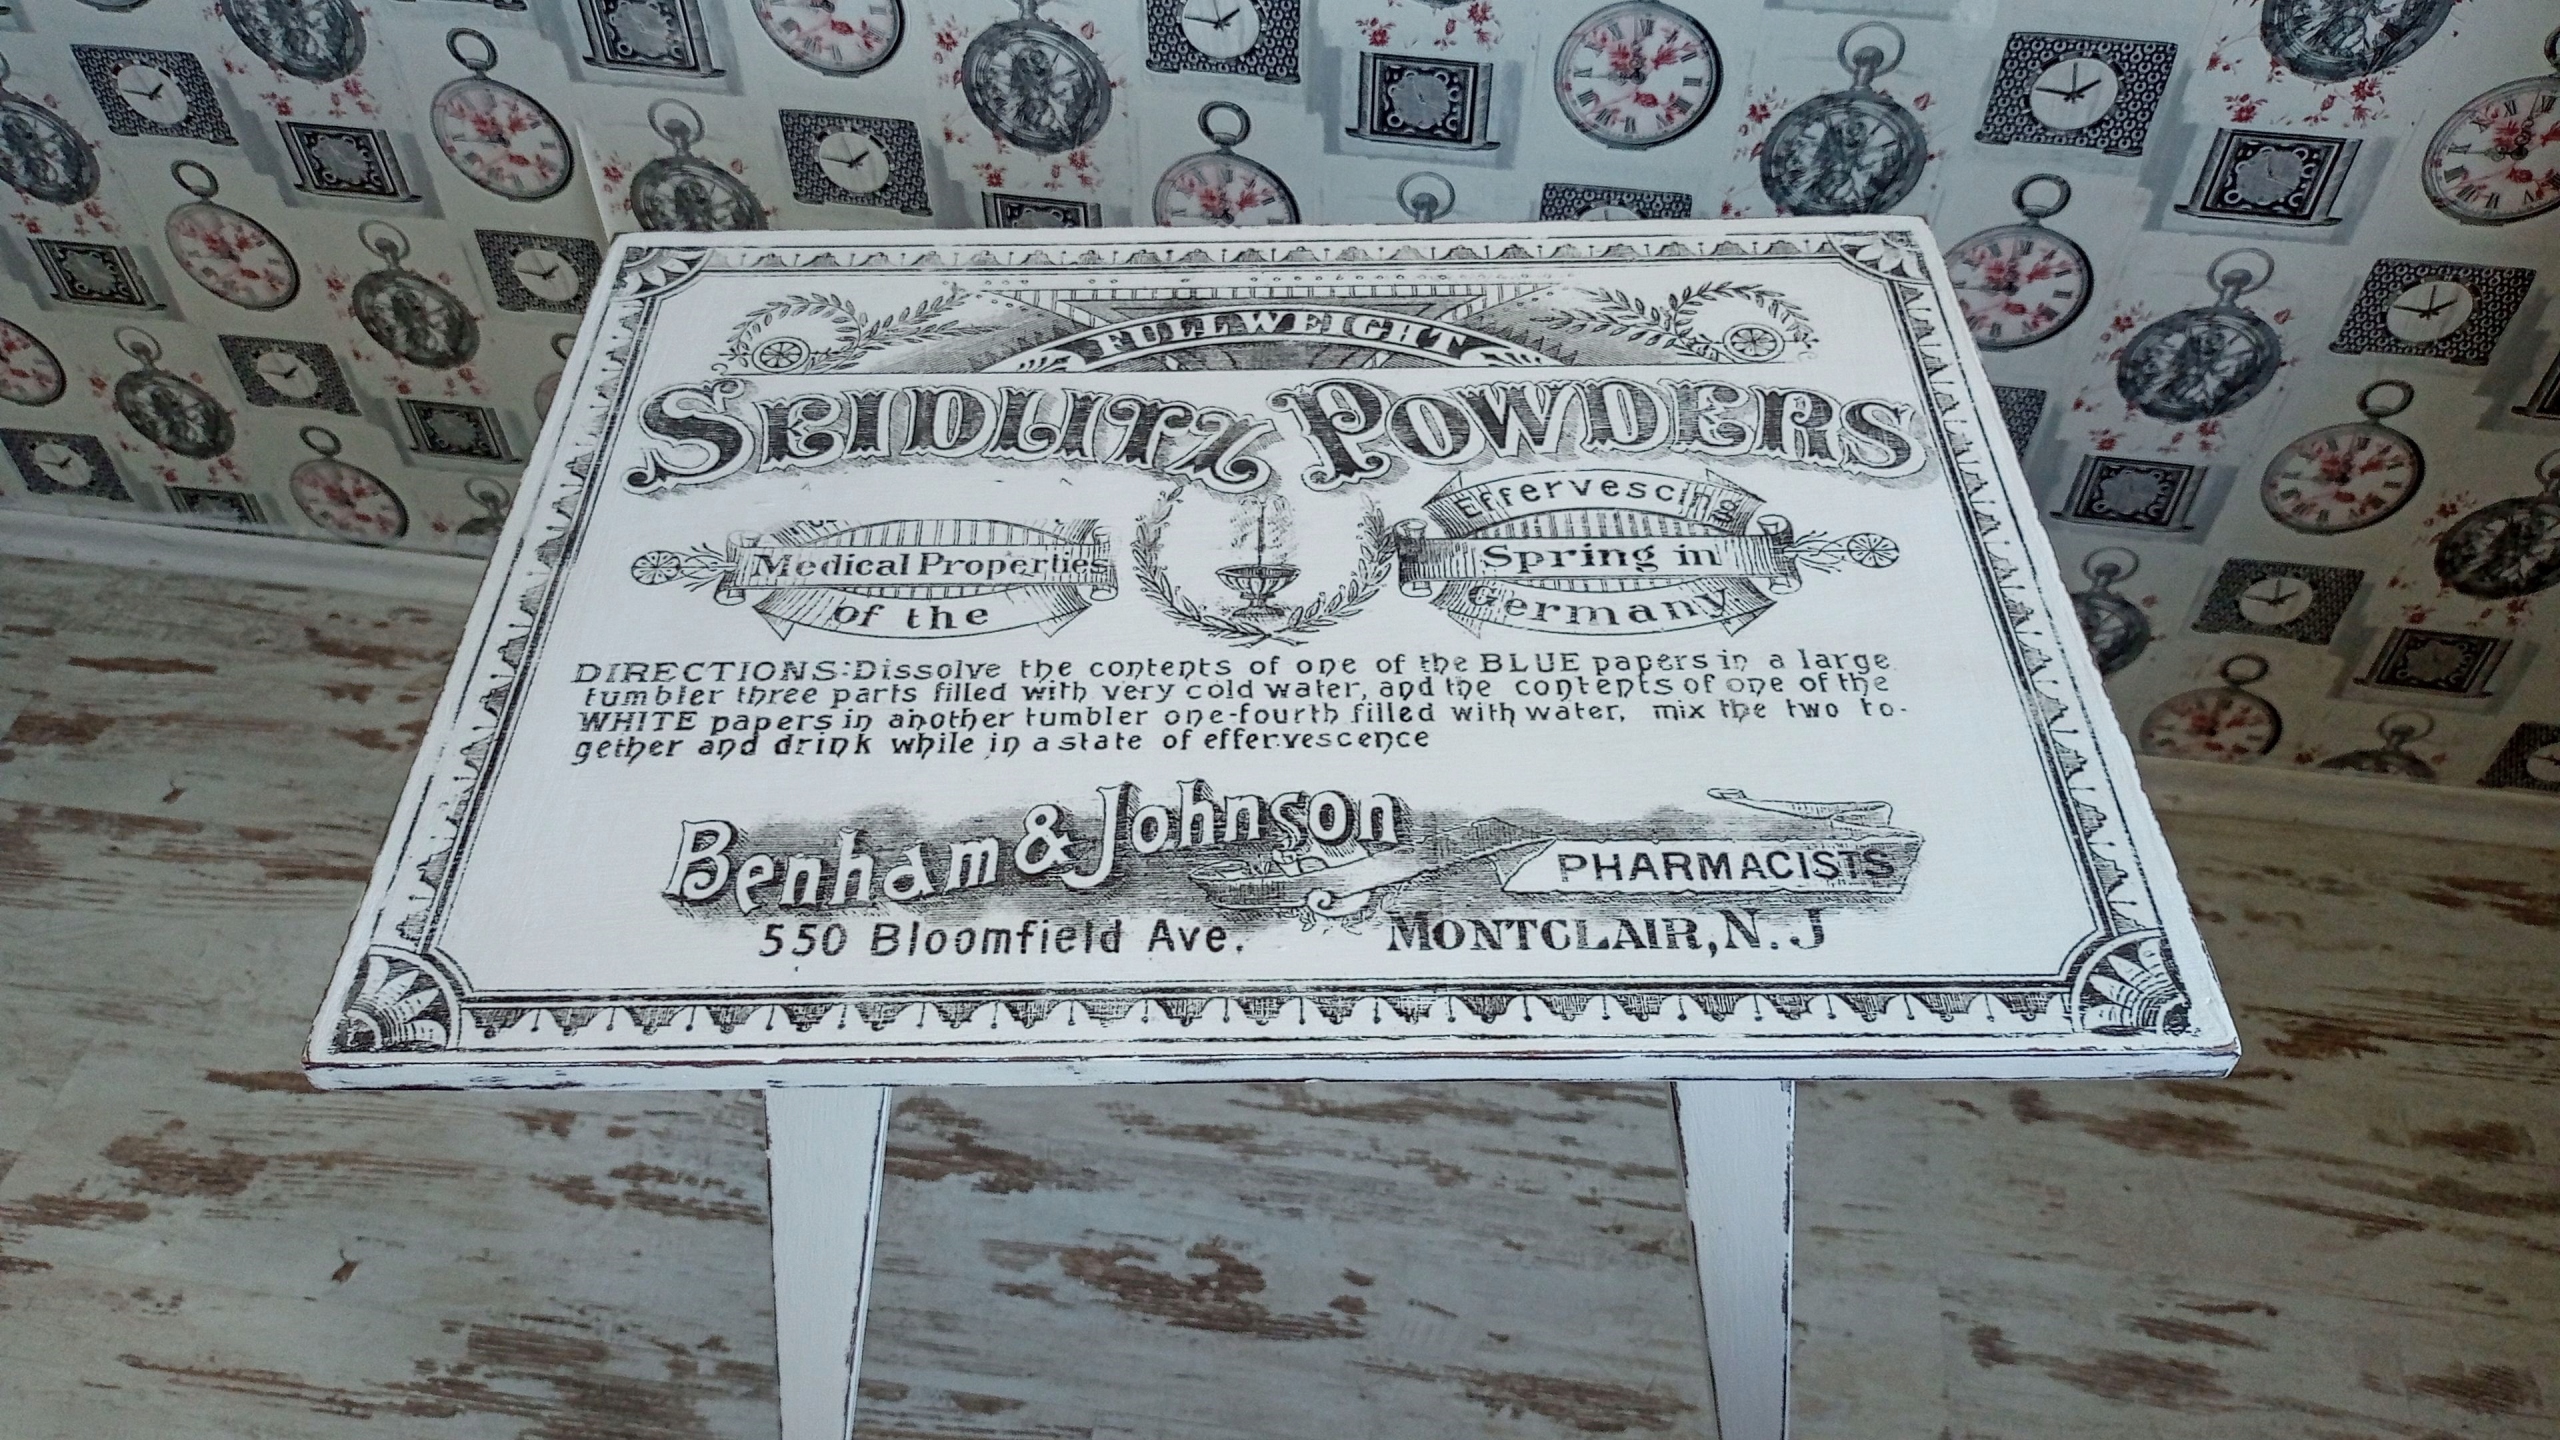 FULL WEIGHT
SEIDLITZ POWDERS
Medical Properties
of the
Effervescing
Spring in
Germany
DIRECTIONS: Dissolve the contents of one of the BLUE papers in a large
tumbler three parts filled with very cold water, and the contents of one of the
WHITE papers in another tumbler one-fourth filled with water, mix the two to-
gether and drink while in a state of effervescence
Benham & Johnson
PHARMACISTS
550 Bloomfield Ave. MONTCLAIR, N. J